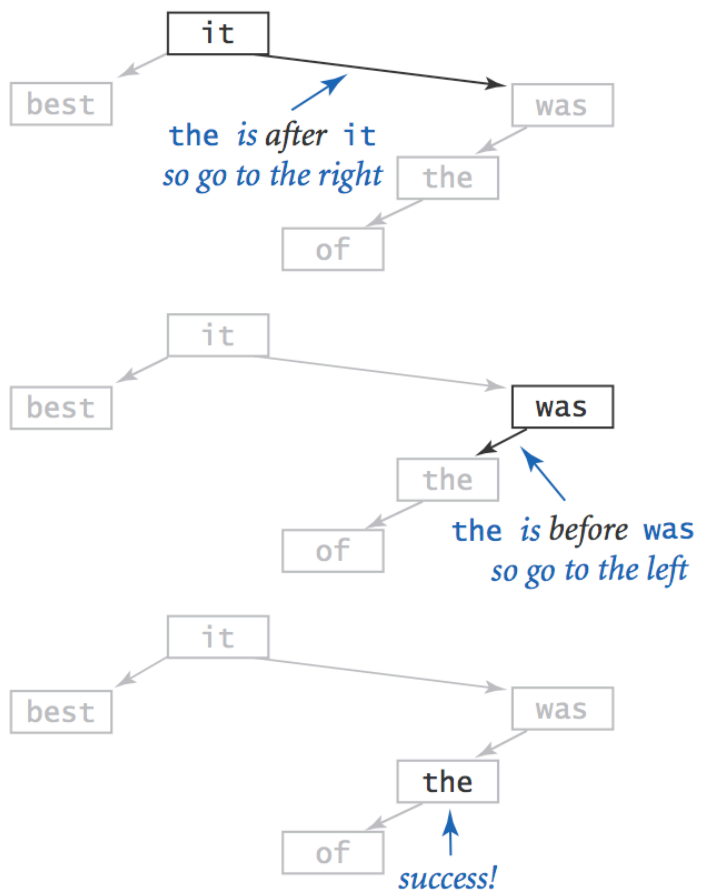 it
best
was
the is after it
so go to the right
the
of
it
best
was
the
the is before was
of
so go to the left
it
best
was
the
of
success!